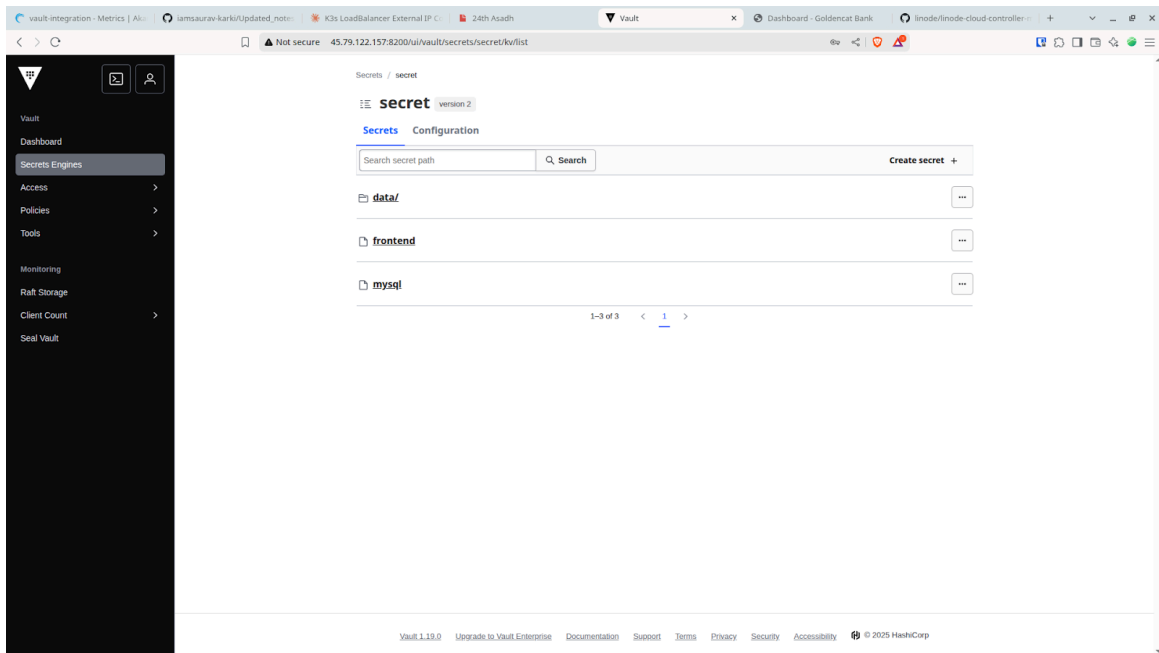 vault-integration - Metrics | Aka
iamsaurav-karki/Updated_notes
K3s LoadBalancer External IP Co
24th Asadh
Vault
Dashboard - Goldencat Bank
linode/linode-cloud-controller-m
Not secure 45.79.122.157:8200/ui/vault/secrets/secret/kv/list
Vault
Dashboard
Secrets Engines
Access
Policies
Tools
Monitoring
Raft Storage
Client Count
Seal Vault
Secrets / secret
secret version 2
Secrets Configuration
Search secret path Search Create secret +
data/
frontend
mysql
1–3 of 3 1
Vault 1.19.0 Upgrade to Vault Enterprise Documentation Support Terms Privacy Security Accessibility © 2025 HashiCorp